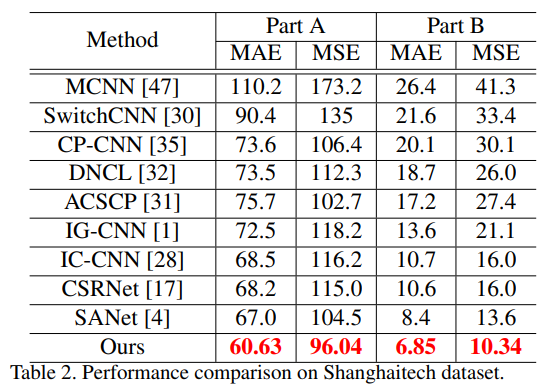 Method Part A Part B
MAE MSE MAE MSE
MCNN [47] 110.2 173.2 26.4 41.3
SwitchCNN [30] 90.4 135 21.6 33.4
CP-CNN [35] 73.6 106.4 20.1 30.1
DNCL [32] 73.5 112.3 18.7 26.0
ACSCP [31] 75.7 102.7 17.2 27.4
IG-CNN [1] 72.5 118.2 13.6 21.1
IC-CNN [28] 68.5 116.2 10.7 16.0
CSRNet [17] 68.2 115.0 10.6 16.0
SANet [4] 67.0 104.5 8.4 13.6
Ours 60.63 96.04 6.85 10.34
Table 2. Performance comparison on Shanghaitech dataset.